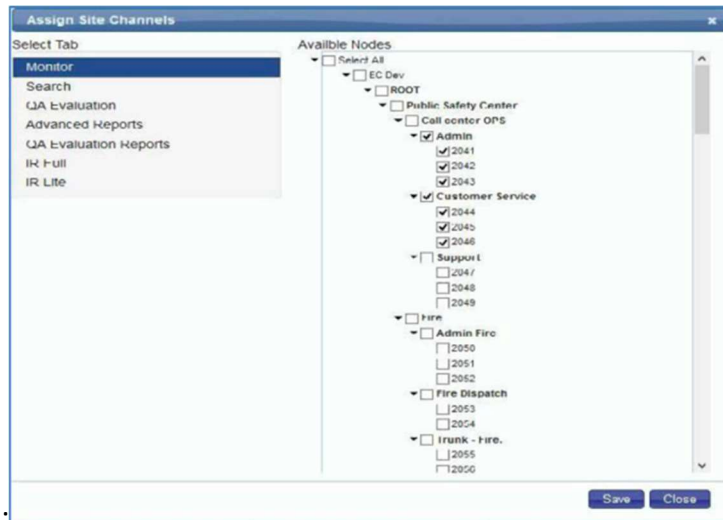 Assign Site Channels
Select Tab
Monitor
Search
QA Evaluation
Advanced Reports
QA Evaluation Reports
IR Full
IR Lite
Availble Nodes
Select All
EC Dev
ROOT
Public Safety Center
Call center OPS
Admin
2041
2042
2043
Customer Service
2044
2045
2046
Support
2047
2048
2049
Fire
Admin Fire
2050
2051
2052
Fire Dispatch
2053
2054
Trunk - Fire.
2055
2056
Save Close